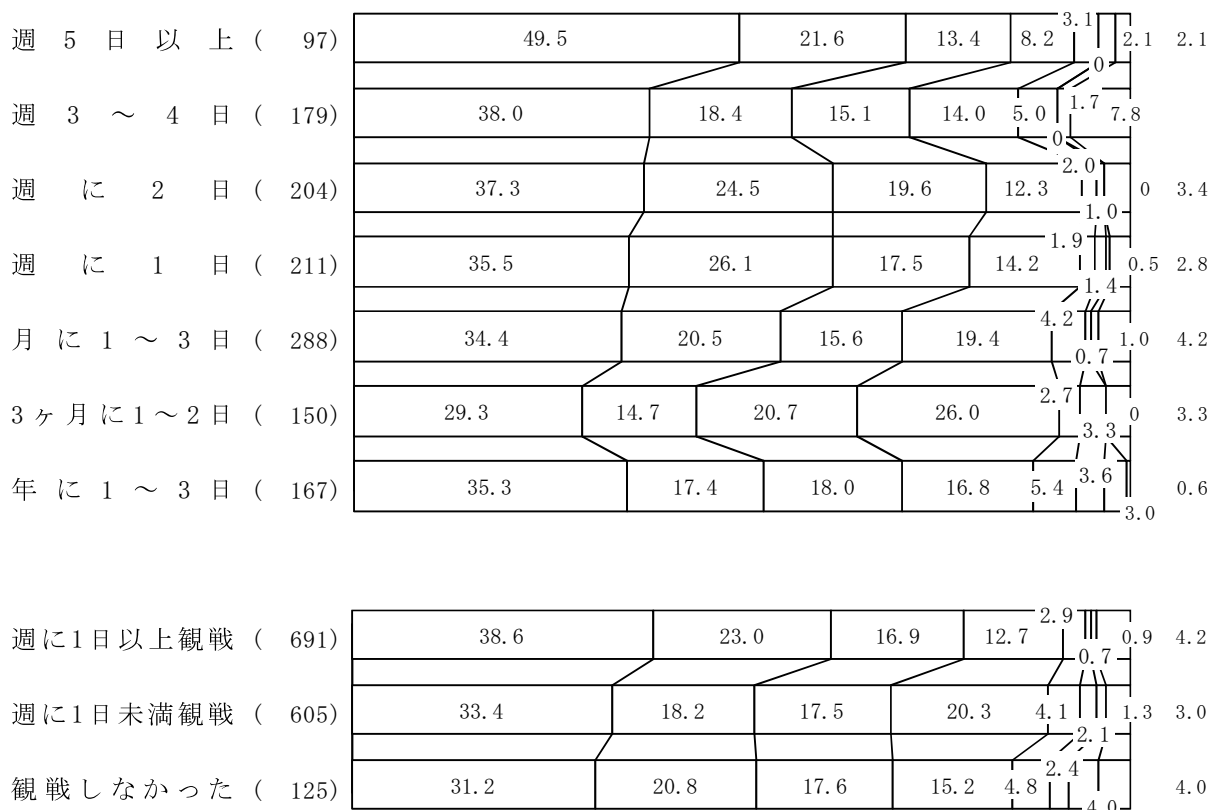 週5日以上( 97) 49.5 21.6 13.4 8.2 3.1 0 2.1 2.1
週3～4日( 179) 38.0 18.4 15.1 14.0 5.0 0 1.7 7.8
週に2日( 204) 37.3 24.5 19.6 12.3 2.0 1.0 0 3.4
週に1日( 211) 35.5 26.1 17.5 14.2 1.9 1.4 0.5 2.8
月に1～3日( 288) 34.4 20.5 15.6 19.4 4.2 0.7 1.0 4.2
3ヶ月に1～2日( 150) 29.3 14.7 20.7 26.0 2.7 3.3 0 3.3
年に1～3日( 167) 35.3 17.4 18.0 16.8 5.4 3.6 3.0 0.6
週に1日以上観戦( 691) 38.6 23.0 16.9 12.7 2.9 0.7 0.9 4.2
週に1日未満観戦( 605) 33.4 18.2 17.5 20.3 4.1 2.1 1.3 3.0
観戦しなかった( 125) 31.2 20.8 17.6 15.2 4.8 2.4 4.0 4.0